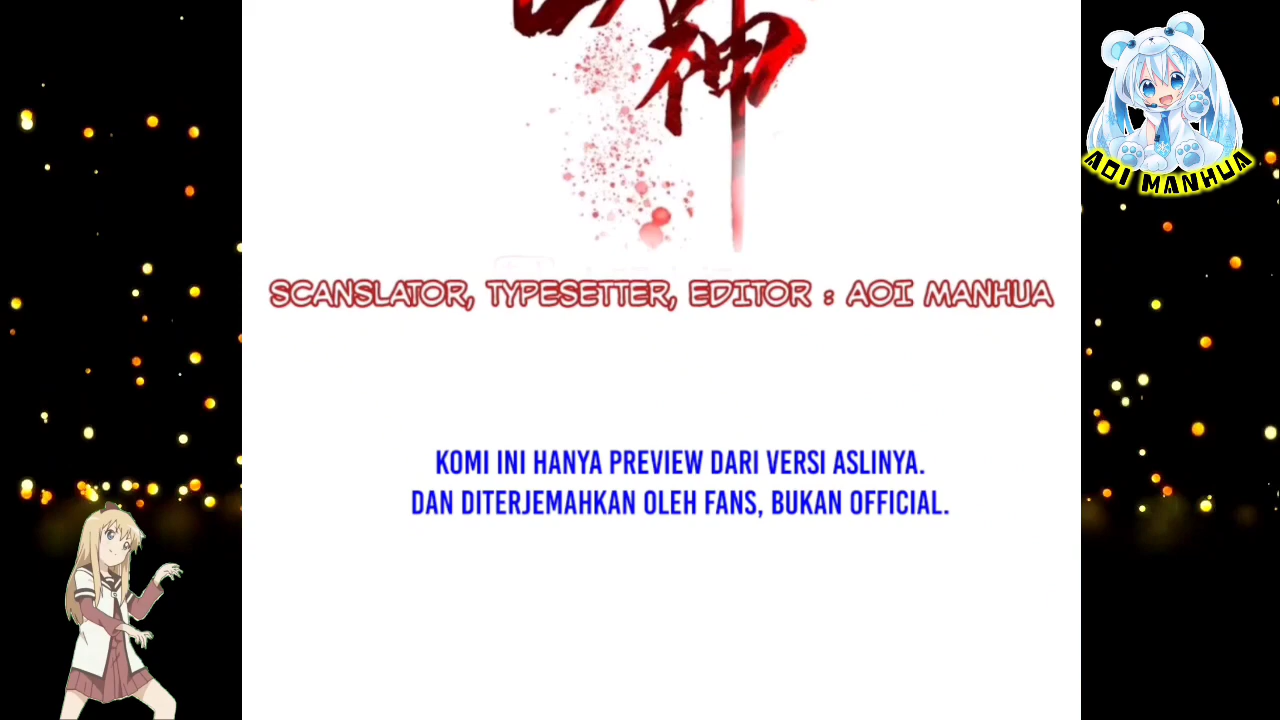 神
AOI MANHUA
SCANSLATOR, TYPESETTER, EDITOR : AOI MANHUA
KOMI INI HANYA PREVIEW DARI VERSI ASLINYA.
DAN DITERJEMAHKAN OLEH FANS, BUKAN OFFICIAL.